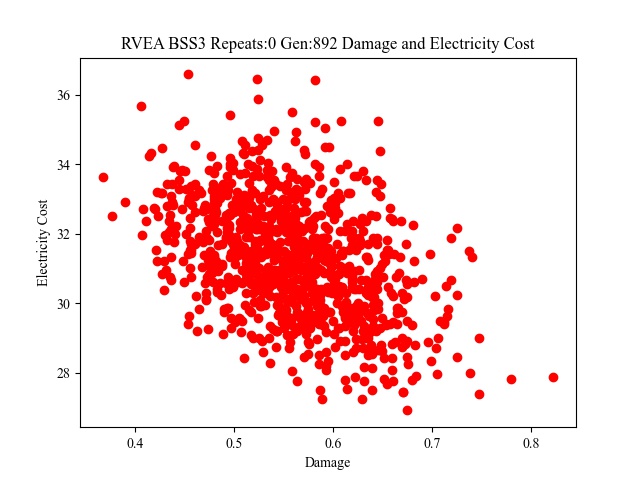 RVEA BSS3 Repeats:0 Gen:892 Damage and Electricity Cost
36
34
32
30
28
Electricity Cost
0.4 0.5 0.6 0.7 0.8
Damage